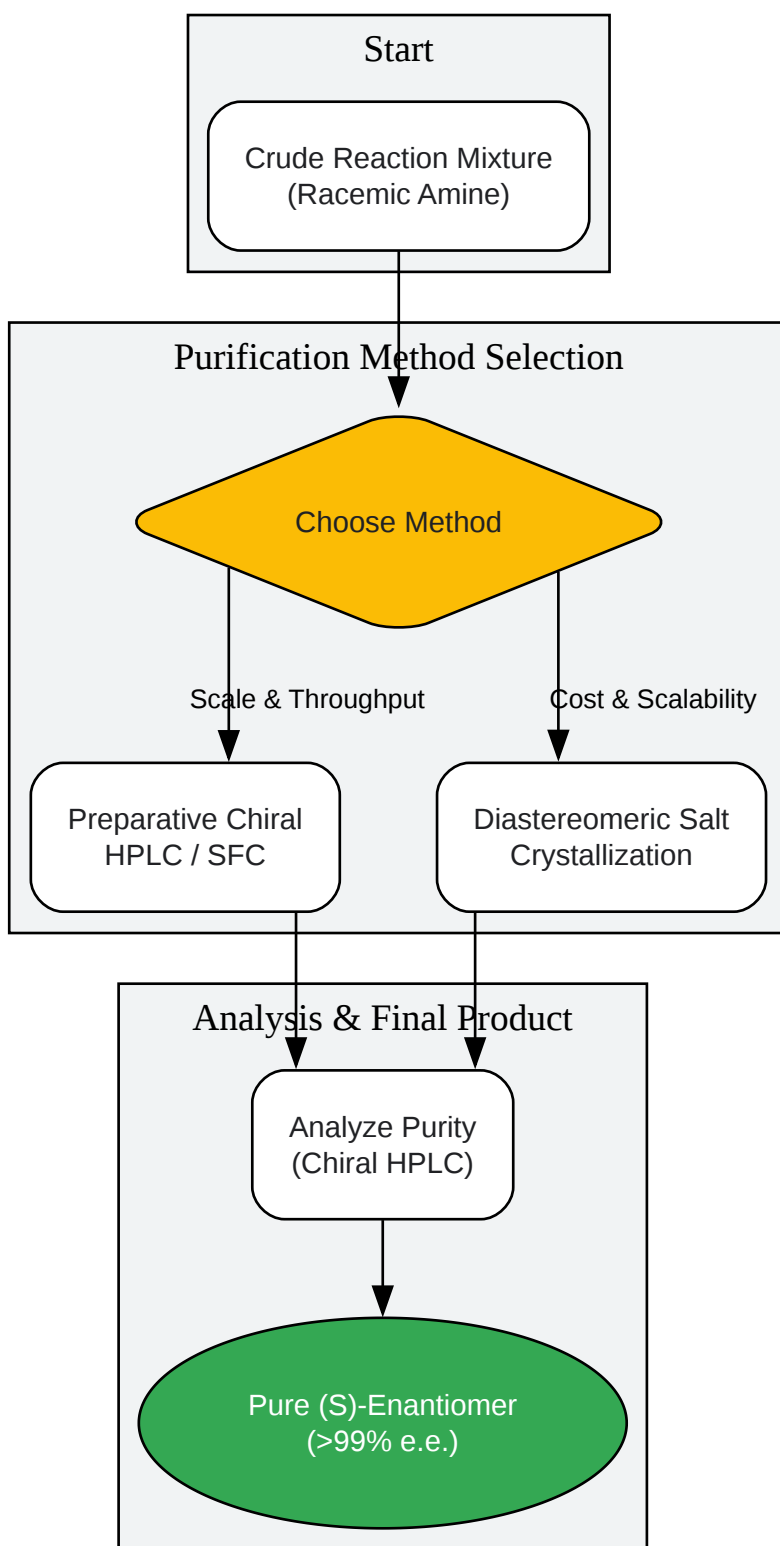 Start
Crude Reaction Mixture
(Racemic Amine)
Purification Method Selection
Choose Method
Scale & Throughput
Cost & Scalability
Preparative Chiral
HPLC / SFC
Diastereomeric Salt
Crystallization
Analysis & Final Product
Analyze Purity
(Chiral HPLC)
Pure (S)-Enantiomer
(>99% e.e.)